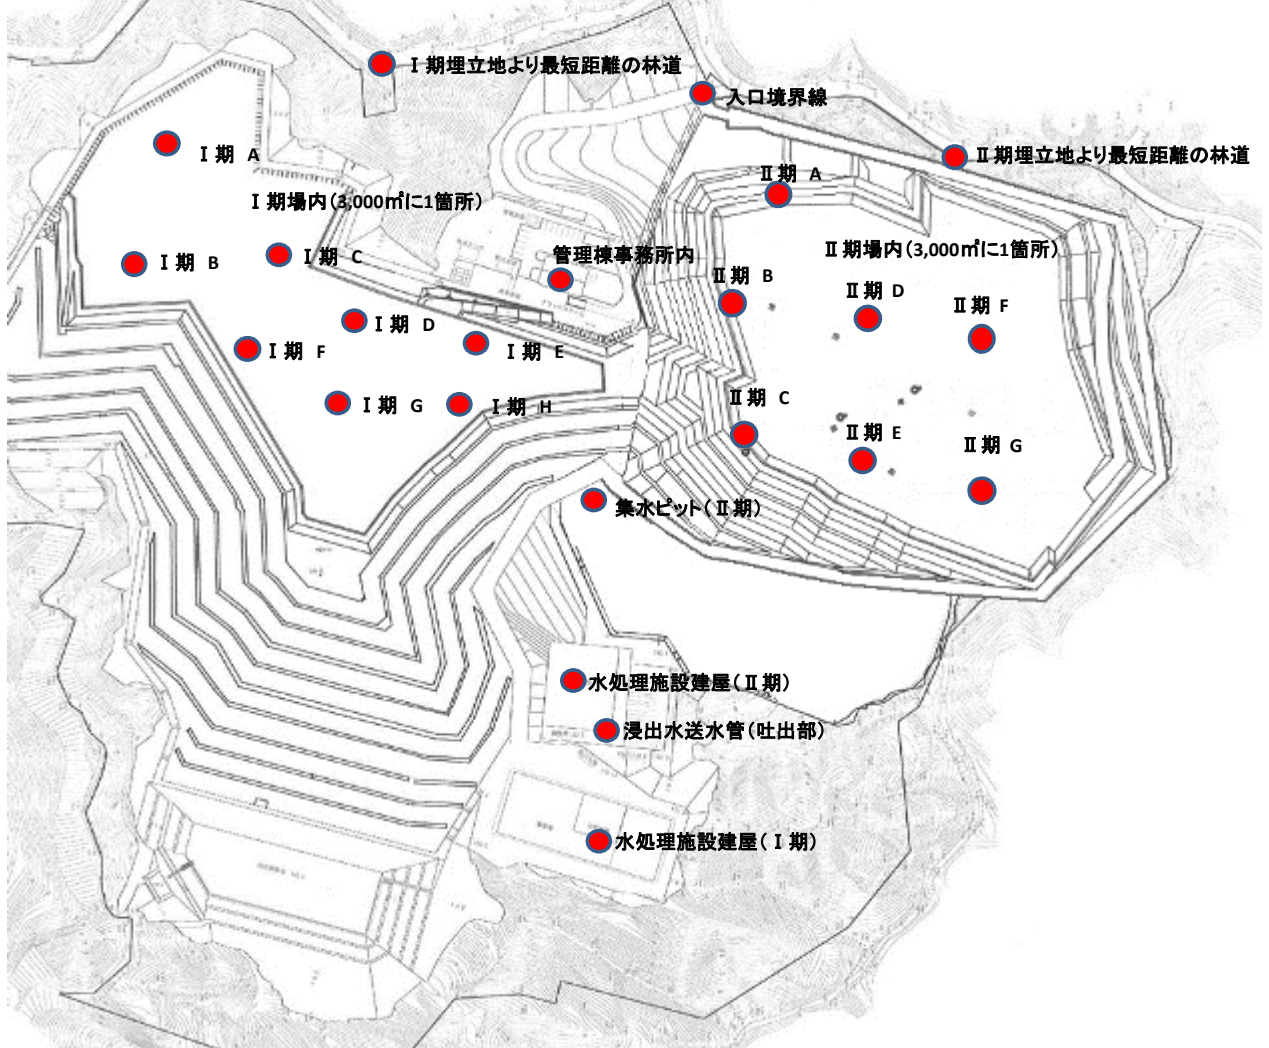 Ⅰ期埋立地より最短距離の林道
入口境界線
Ⅱ期埋立地より最短距離の林道
Ⅰ期 A
Ⅱ期 A
Ⅰ期場内(3,000㎡に1箇所)
Ⅱ期場内(3,000㎡に1箇所)
Ⅰ期 B
Ⅰ期 C
管理棟事務所内
Ⅱ期 B
Ⅱ期 D
Ⅱ期 F
Ⅰ期 D
Ⅰ期 F
Ⅰ期 E
Ⅰ期 G
Ⅰ期 H
Ⅱ期 C
Ⅱ期 E
Ⅱ期 G
集水ピット(Ⅱ期)
水処理施設建屋(Ⅱ期)
浸出水送水管(吐出部)
水処理施設建屋(Ⅰ期)